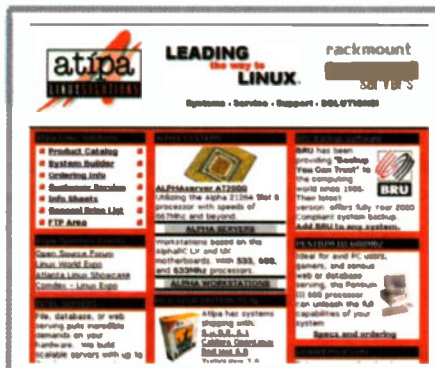 atipa
LINUX SOLUTIONS
LEADING
the way to
LINUX
rackmount
servers
Systems · Service · Support · SOLUTIONS!
Product Catalog
System Builder
Ordering Info
Customer Service
Info Sheets
General Price List
FTP Area
Open Source Forum
Linux World Expo
Atlanta Linux Showcase
Comdex - Linux Expo
File, database, or web
serving puts incredible
demands on your
hardware. We build
scalable servers with up to
ALPHA SYSTEMS
ALPHAserver AT2000
Utilizing the Alpha 21264 Slot B
processor with speeds of
667MHz and beyond.
ALPHA SERVERS
Workstations based on the
alphaPC LX and UX
motherboards. With 533, 600,
and 633Mhz processors.
ALPHA WORKSTATIONS
Atipa has systems
shipping with:
Caldera OpenLinux
Red Hat 6.0
BRU has been
providing "Backup
You Can Trust" to
the computing
world since 1985.
Their latest
version offers fully Year 2000
Compliant system backup.
Add BRU to any system.
BRU
PENTIUM III 600MHz
Ideal for avid PC users,
gamers, and serious
web or database
serving, the Pentium
III 600 processor
can unleash the full
capabilities of your
system
Specs and ordering